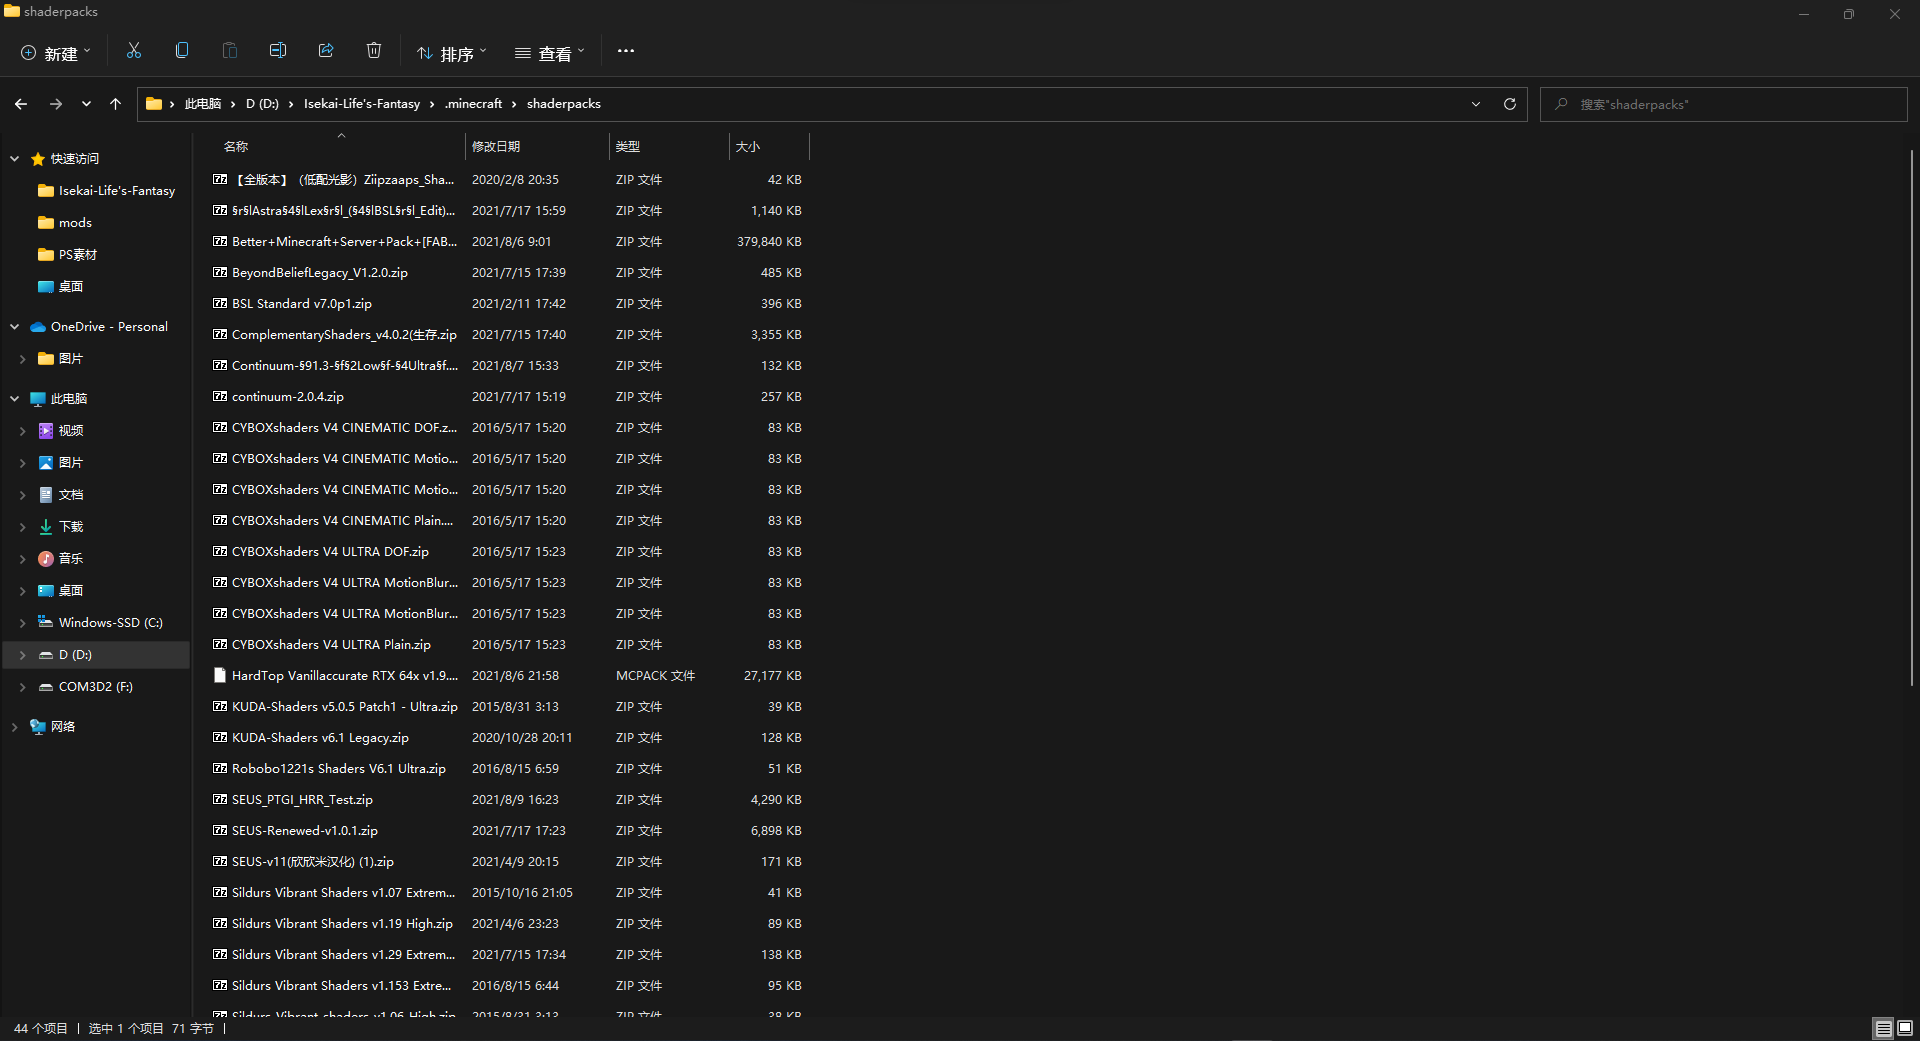 shaderpacks
新建
排序
查看
此电脑 › D (D:) › Isekai-Life's-Fantasy › .minecraft › shaderpacks
搜索"shaderpacks"
快速访问
Isekai-Life's-Fantasy
mods
PS素材
桌面
OneDrive - Personal
图片
此电脑
视频
图片
文档
下载
音乐
桌面
Windows-SSD (C:)
D (D:)
COM3D2 (F:)
网络
名称 修改日期 类型 大小
【全版本】（低配光影）Ziipzaaps_Sha... 2020/2/8 20:35 ZIP 文件 42 KB
§r§lAstra§4§lLex§r§l_(§4§lBSL§r§l_Edit)... 2021/7/17 15:59 ZIP 文件 1,140 KB
Better+Minecraft+Server+Pack+[FAB... 2021/8/6 9:01 ZIP 文件 379,840 KB
BeyondBeliefLegacy_V1.2.0.zip 2021/7/15 17:39 ZIP 文件 485 KB
BSL Standard v7.0p1.zip 2021/2/11 17:42 ZIP 文件 396 KB
ComplementaryShaders_v4.0.2(生存.zip 2021/7/15 17:40 ZIP 文件 3,355 KB
Continuum-§91.3-§f§2Low§f-§4Ultra§f.... 2021/8/7 15:33 ZIP 文件 132 KB
continuum-2.0.4.zip 2021/7/17 15:19 ZIP 文件 257 KB
CYBOXshaders V4 CINEMATIC DOF.z... 2016/5/17 15:20 ZIP 文件 83 KB
CYBOXshaders V4 CINEMATIC Motio... 2016/5/17 15:20 ZIP 文件 83 KB
CYBOXshaders V4 CINEMATIC Motio... 2016/5/17 15:20 ZIP 文件 83 KB
CYBOXshaders V4 CINEMATIC Plain.... 2016/5/17 15:20 ZIP 文件 83 KB
CYBOXshaders V4 ULTRA DOF.zip 2016/5/17 15:23 ZIP 文件 83 KB
CYBOXshaders V4 ULTRA MotionBlur... 2016/5/17 15:23 ZIP 文件 83 KB
CYBOXshaders V4 ULTRA MotionBlur... 2016/5/17 15:23 ZIP 文件 83 KB
CYBOXshaders V4 ULTRA Plain.zip 2016/5/17 15:23 ZIP 文件 83 KB
HardTop Vanillaccurate RTX 64x v1.9.... 2021/8/6 21:58 MCPACK 文件 27,177 KB
KUDA-Shaders v5.0.5 Patch1 - Ultra.zip 2015/8/31 3:13 ZIP 文件 39 KB
KUDA-Shaders v6.1 Legacy.zip 2020/10/28 20:11 ZIP 文件 128 KB
Robobo1221s Shaders V6.1 Ultra.zip 2016/8/15 6:59 ZIP 文件 51 KB
SEUS_PTGI_HRR_Test.zip 2021/8/9 16:23 ZIP 文件 4,290 KB
SEUS-Renewed-v1.0.1.zip 2021/7/17 17:23 ZIP 文件 6,898 KB
SEUS-v11(欣欣米汉化) (1).zip 2021/4/9 20:15 ZIP 文件 171 KB
Sildurs Vibrant Shaders v1.07 Extrem... 2015/10/16 21:05 ZIP 文件 41 KB
Sildurs Vibrant Shaders v1.19 High.zip 2021/4/6 23:23 ZIP 文件 89 KB
Sildurs Vibrant Shaders v1.29 Extrem... 2021/7/15 17:34 ZIP 文件 138 KB
Sildurs Vibrant Shaders v1.153 Extre... 2016/8/15 6:44 ZIP 文件 95 KB
Sildurs Vibrant shaders v1.06 High.zip 2015/8/31 3:13 ZIP 文件 38 KB
44 个项目 | 选中 1 个项目 71 字节 |